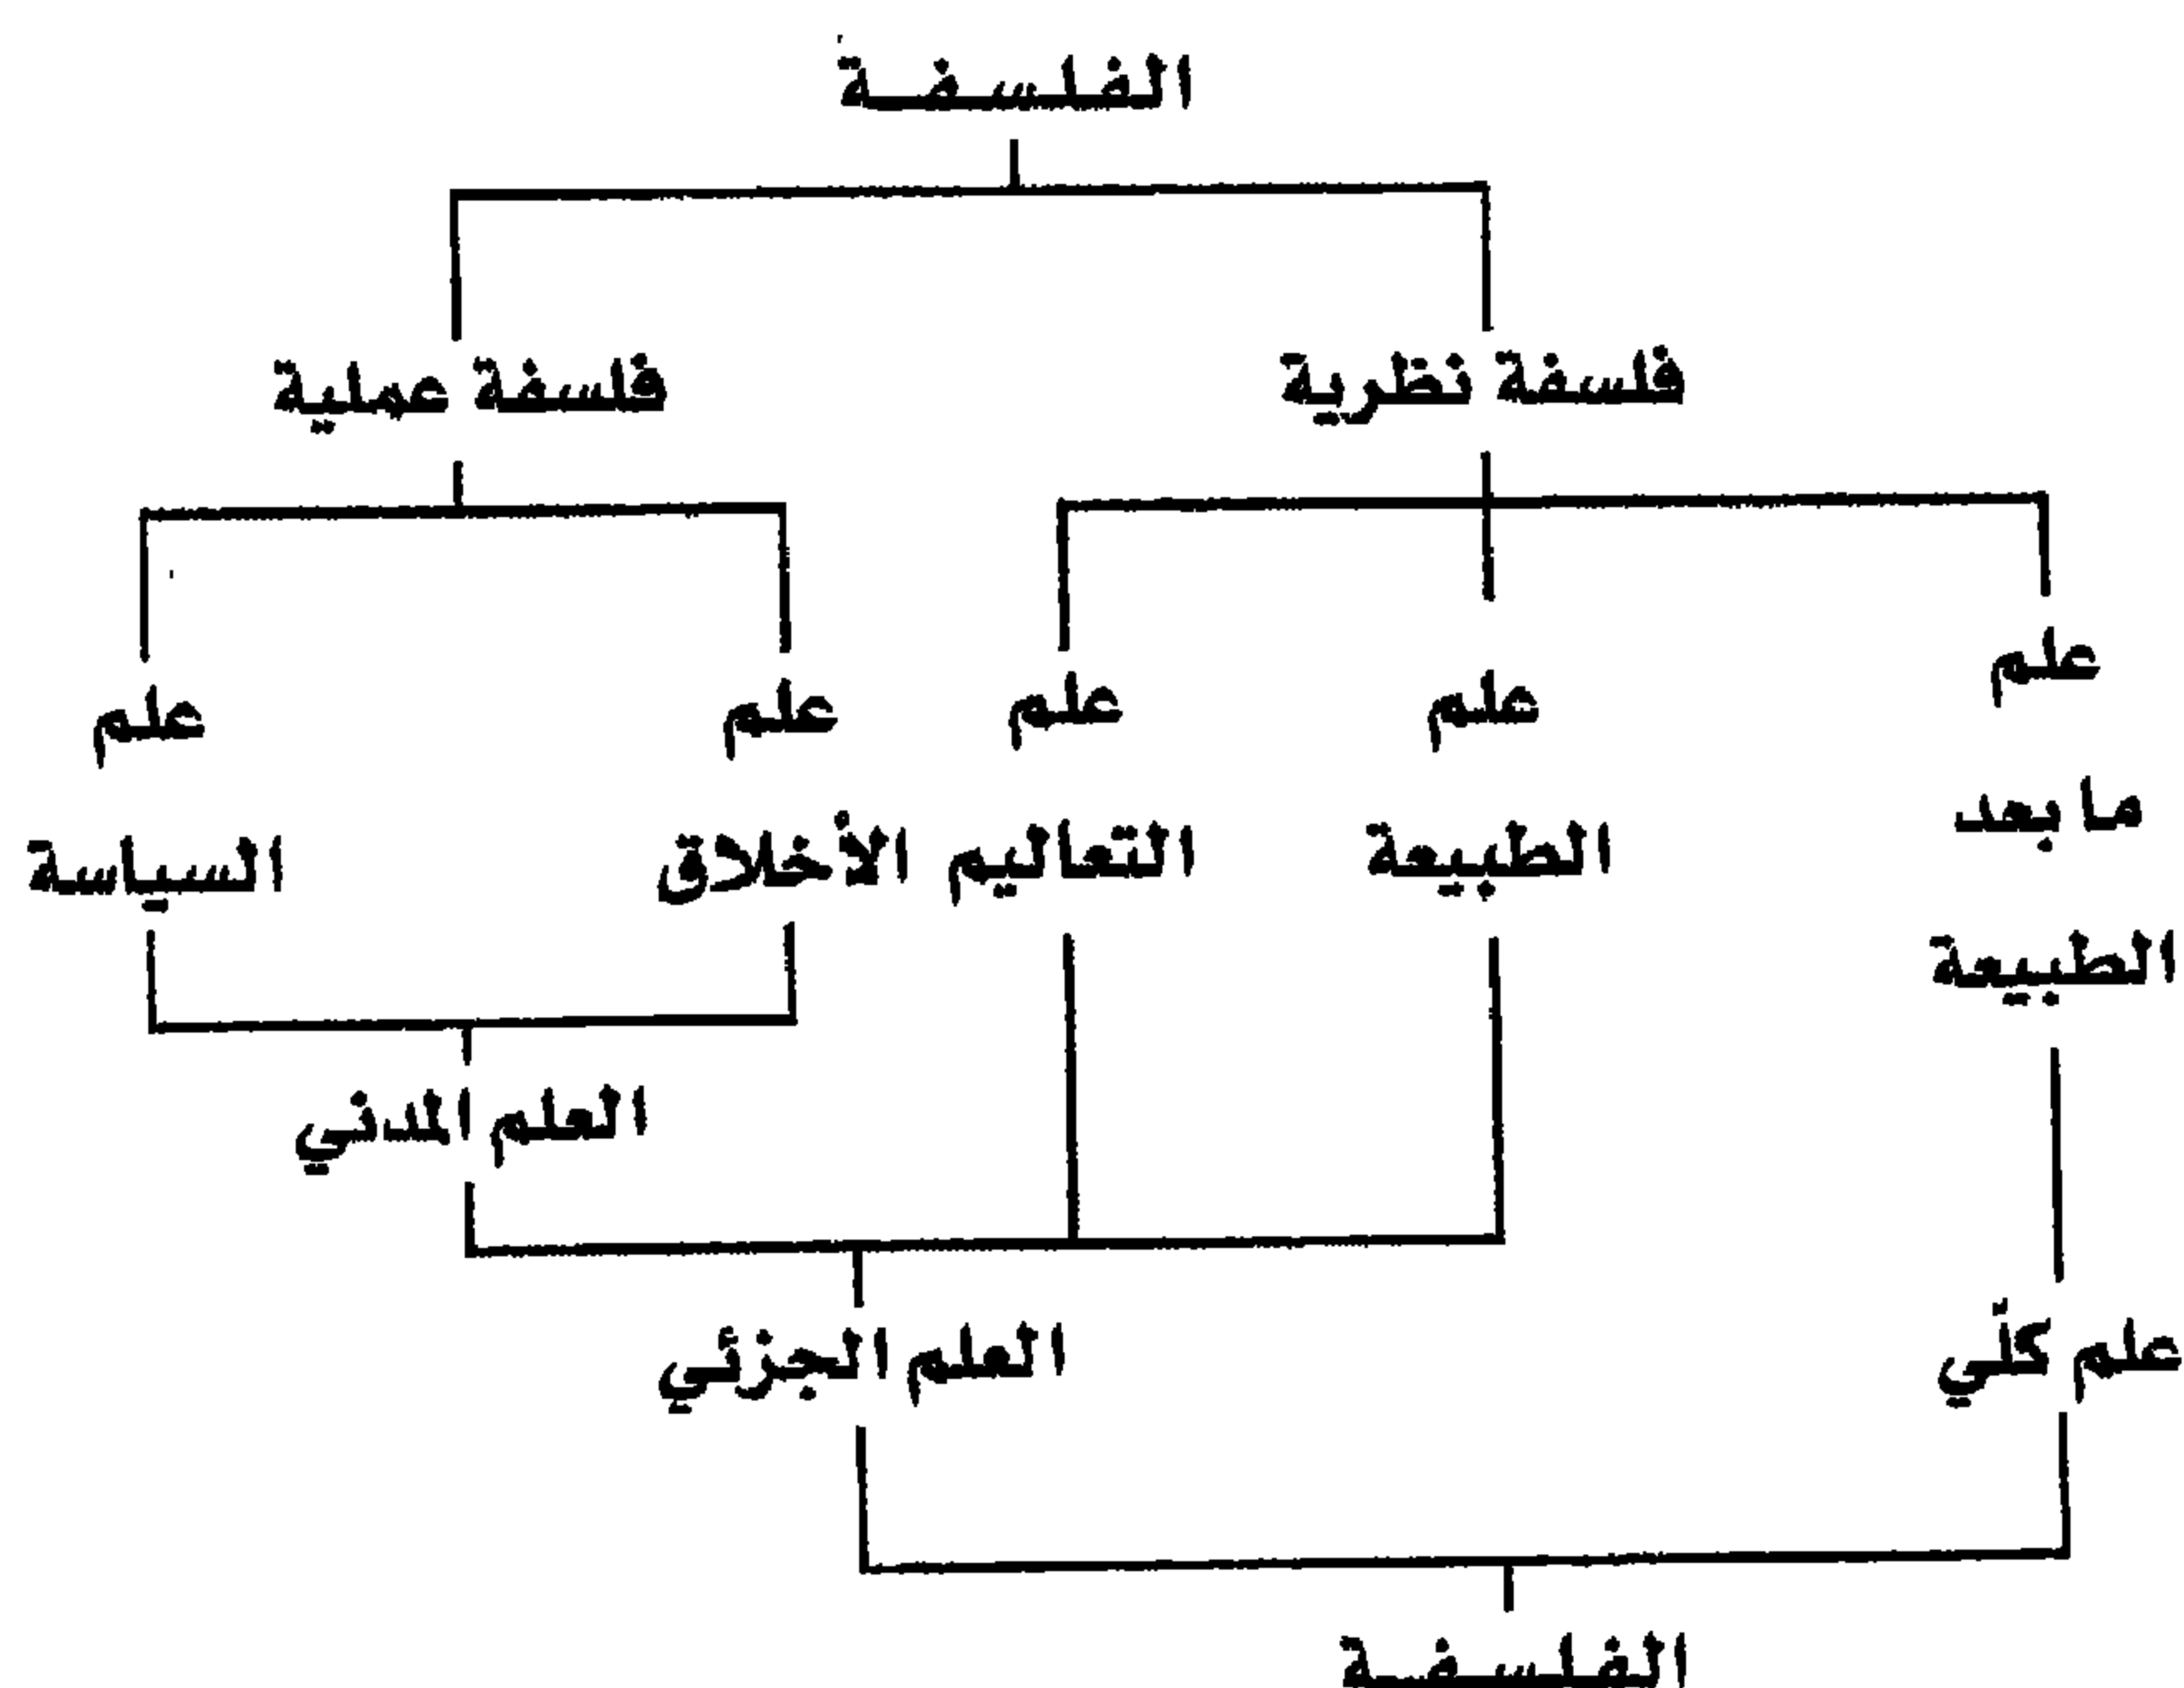 الفلسفة
فلسفة نظرية
فلسفة عملية
علم
ما بعد
الطبيعة
علم
الطبيعة
علم
التعاليم
علم
الأخلاق
علم
السياسة
العلم المدني
علم كلّي
العلم الجزئي
الفلسفة